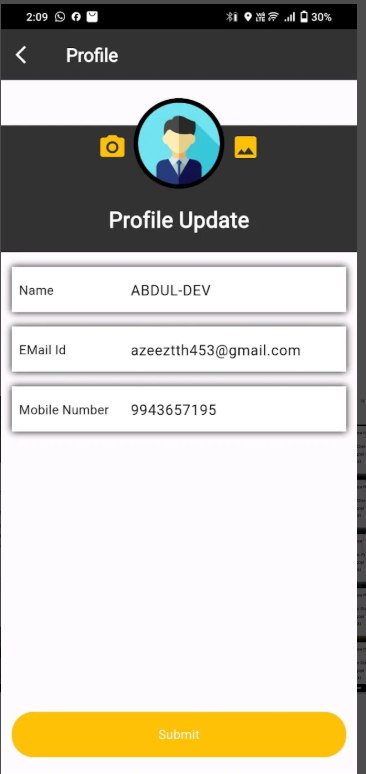 2:09
30%
Profile
Profile Update
Name ABDUL-DEV
EMail Id azeeztth453@gmail.com
Mobile Number 9943657195
Submit